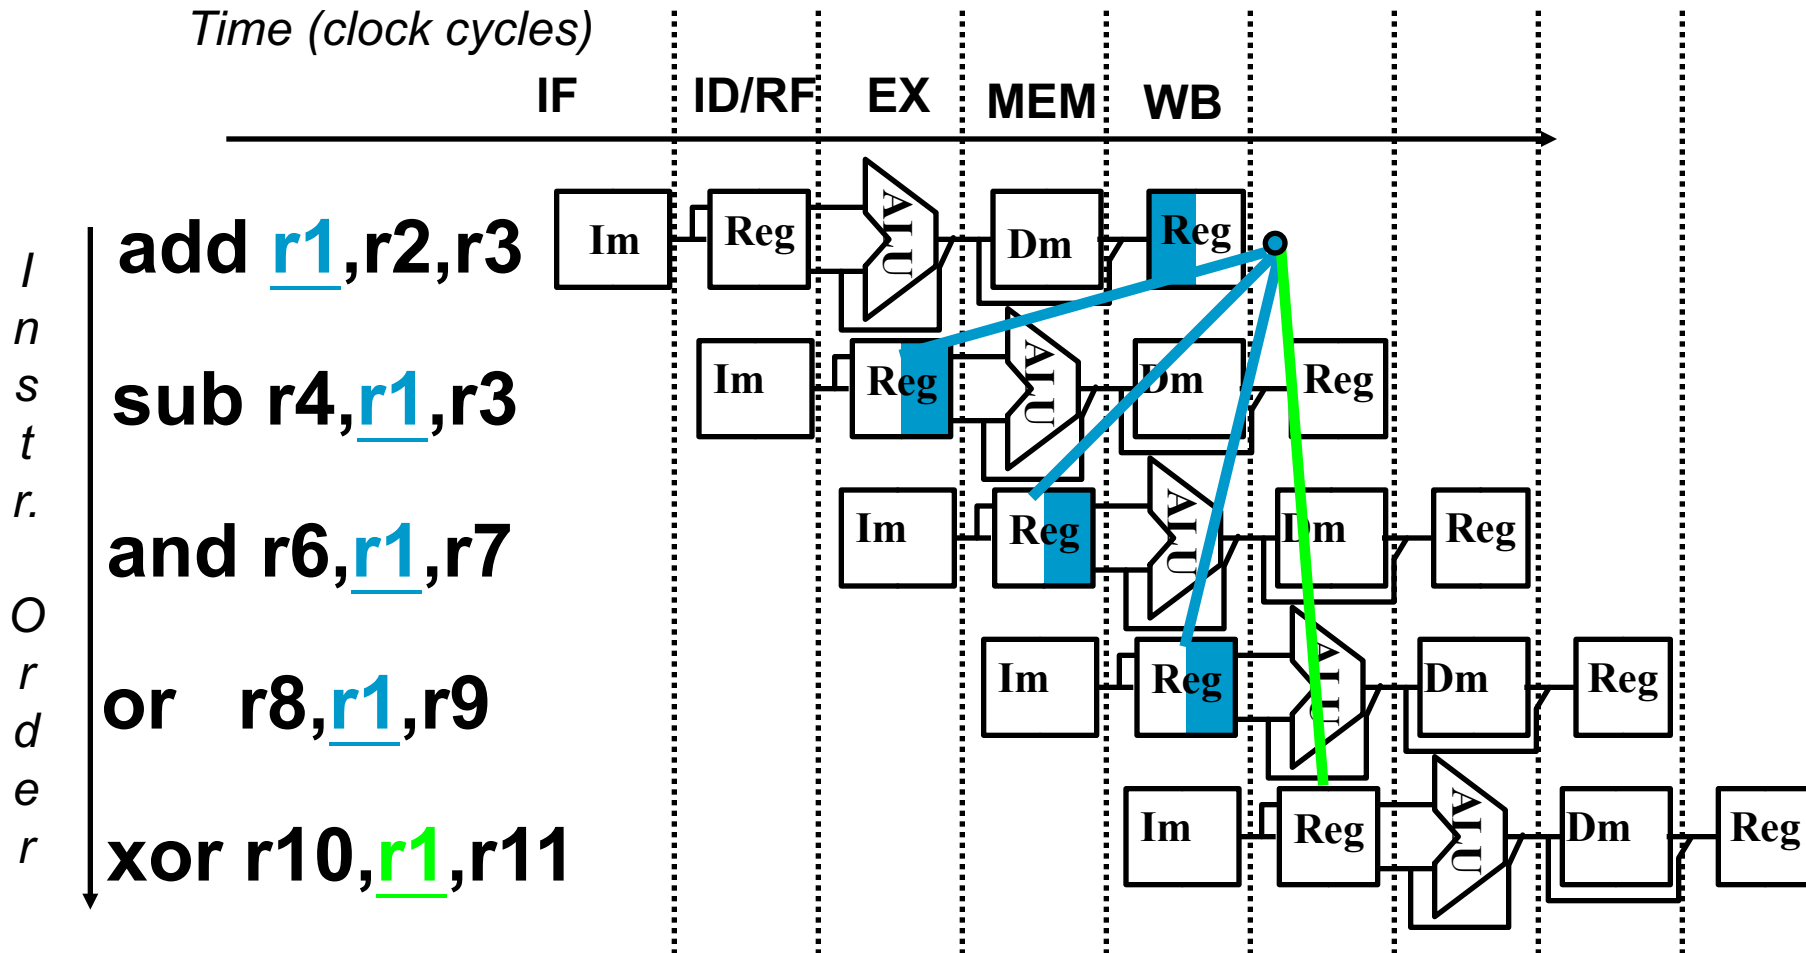 Time (clock cycles)
IF ID/RF EX MEM WB
Instr. Order
add r1,r2,r3 Im Reg ALU Dm Reg
sub r4,r1,r3 Im Reg ALU Dm Reg
and r6,r1,r7 Im Reg ALU Dm Reg
or r8,r1,r9 Im Reg ALU Dm Reg
xor r10,r1,r11 Im Reg ALU Dm Reg